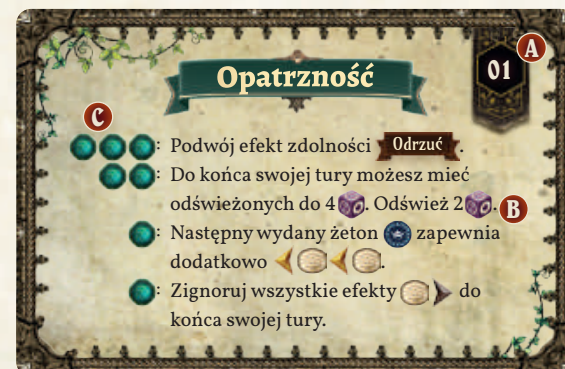 A
01
Opatrzność
C
: Podwój efekt zdolności Odrzuć .
: Do końca swojej tury możesz mieć
odświeżonych do 4 . Odśwież 2 . B
: Następny wydany żeton zapewnia
dodatkowo .
: Zignoruj wszystkie efekty do
końca swojej tury.